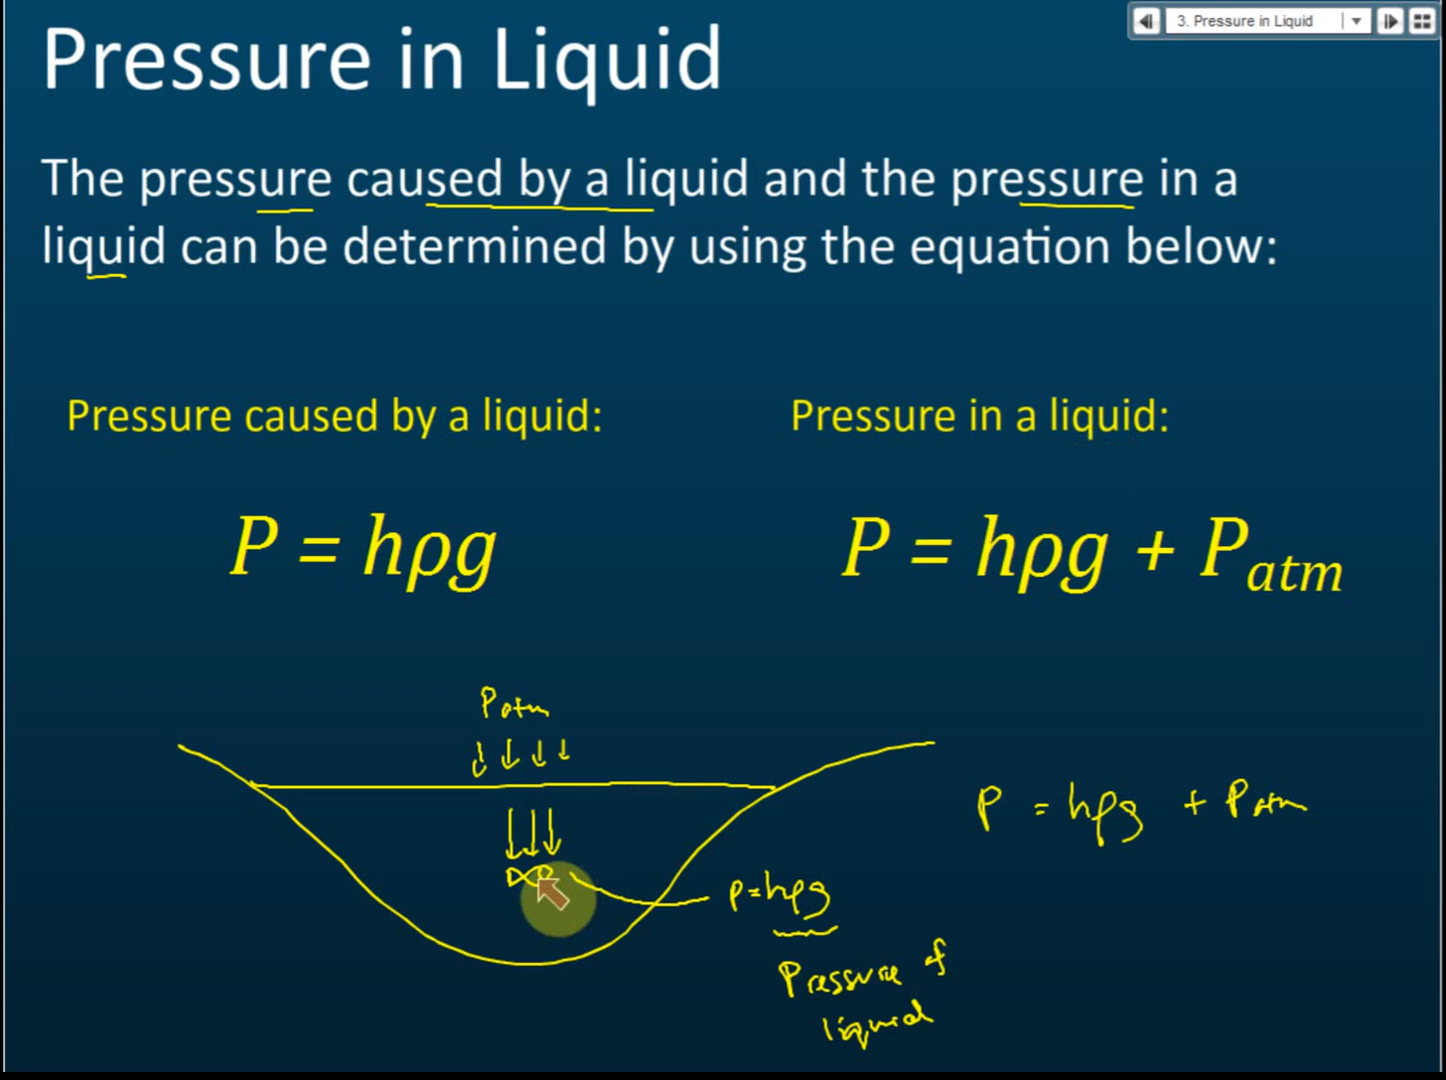 3. Pressure in Liquid
Pressure in Liquid
The pressure caused by a liquid and the pressure in a
liquid can be determined by using the equation below:
Pressure caused by a liquid:
Pressure in a liquid:
P = hρg
P = hρg + Patm
Patm
P = hρg + Patm
P=hρg
Pressure of
liquid